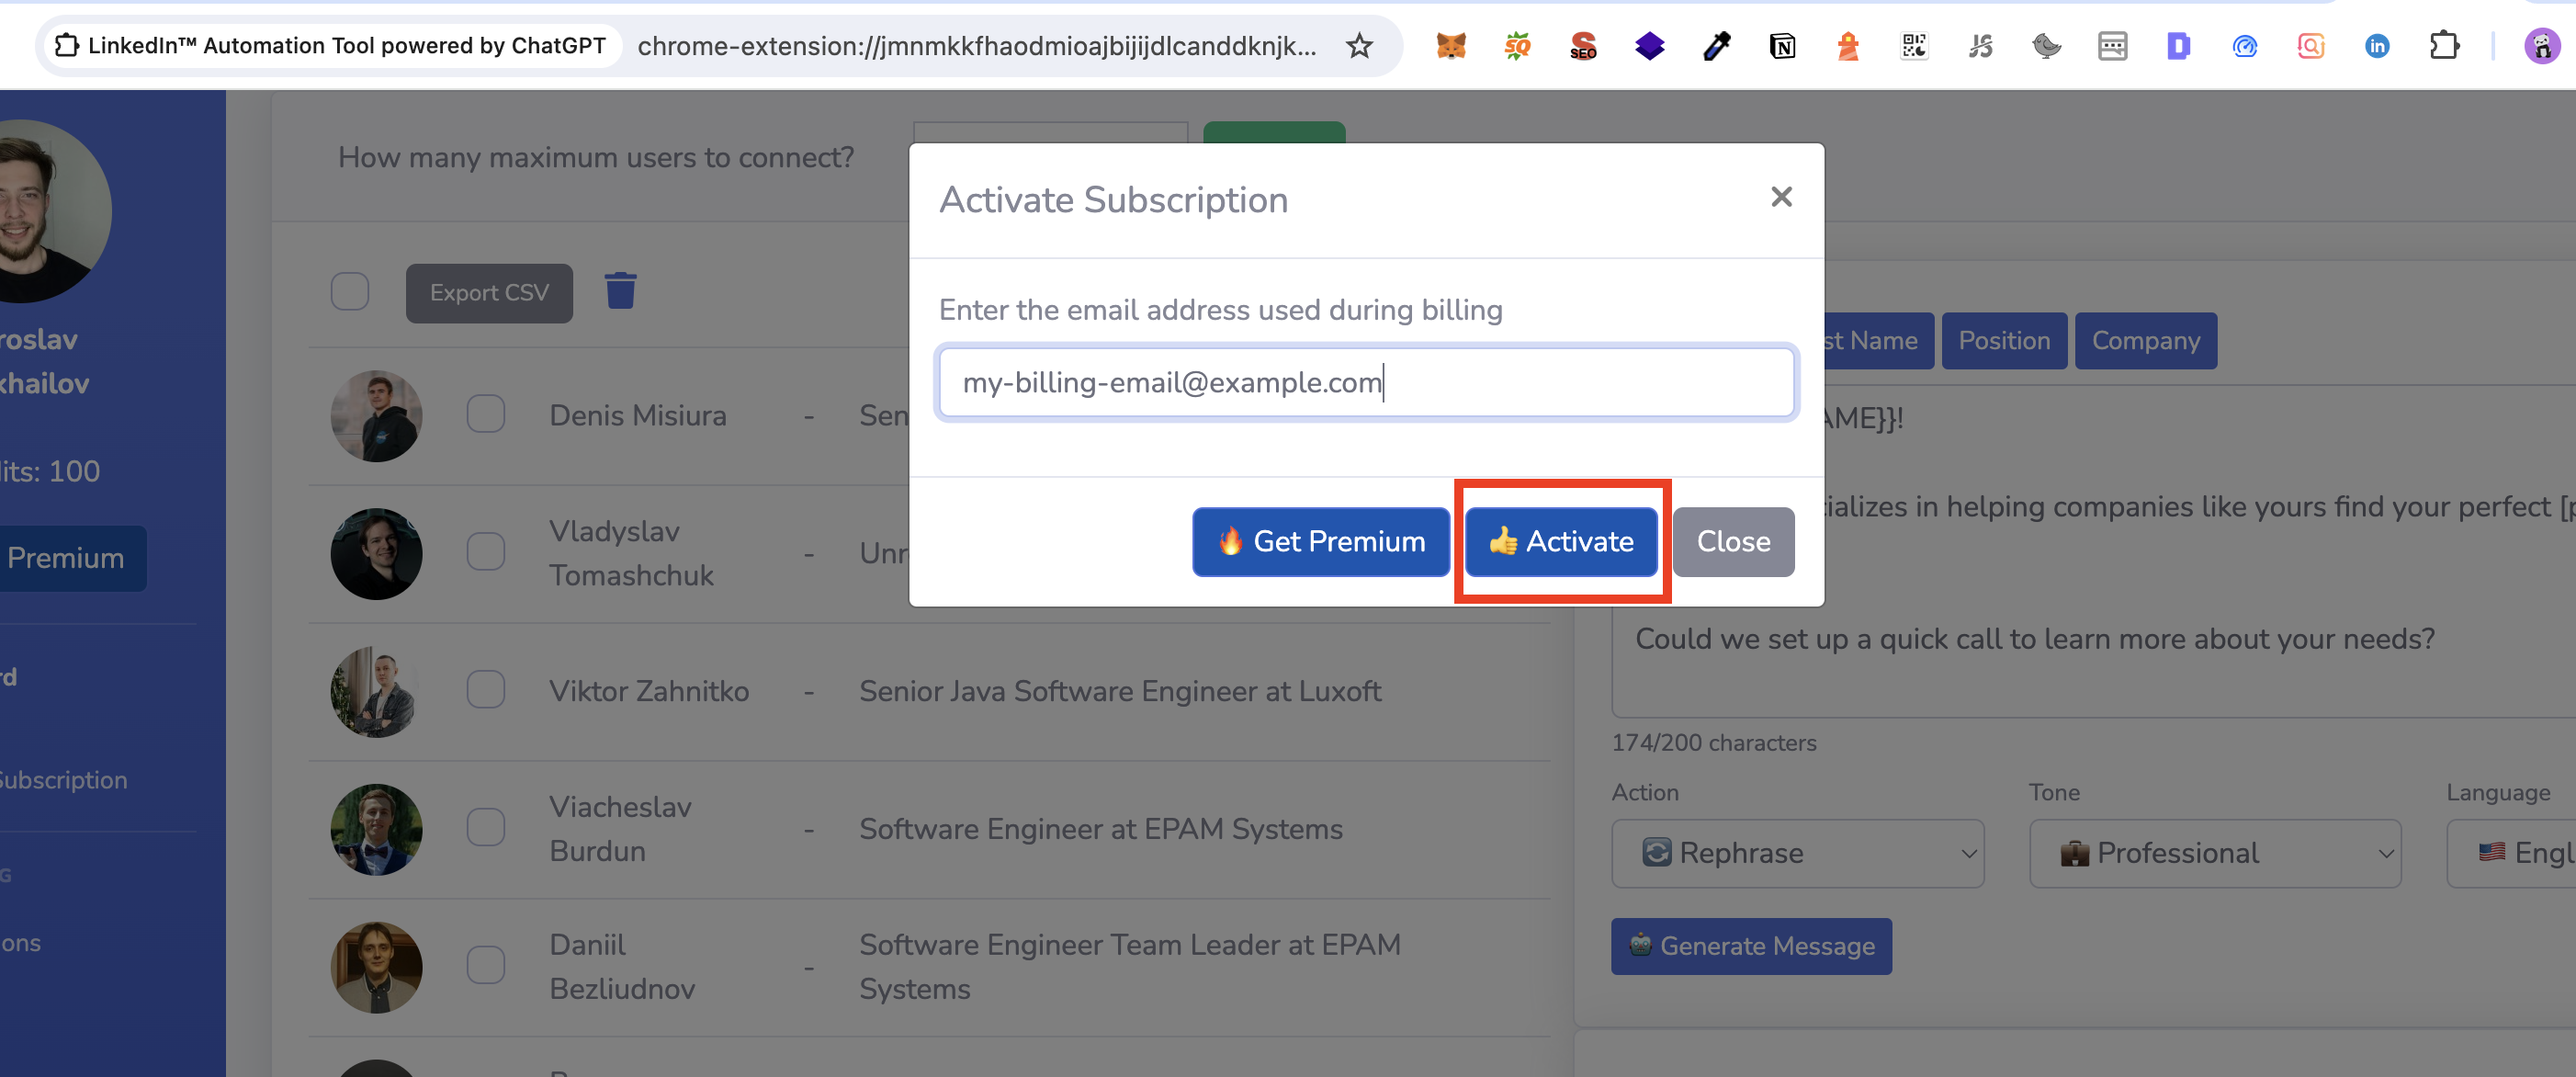 LinkedIn™ Automation Tool powered by ChatGPT
chrome-extension://jmnmkkfhaodmioajbijijdlcanddknjk...
SQ
SEO
N
JS
D
in
roslav
khailov
its: 100
Premium
rd
Subscription
G
ons
How many maximum users to connect?
Export CSV
Denis Misiura - Sen
Vladyslav
Tomashchuk
- Unr
Viktor Zahnitko - Senior Java Software Engineer at Luxoft
Viacheslav
Burdun
- Software Engineer at EPAM Systems
Daniil
Bezliudnov
- Software Engineer Team Leader at EPAM
Systems
Activate Subscription
×
Enter the email address used during billing
my-billing-email@example.com
🔥 Get Premium
👍 Activate
Close
st Name
Position
Company
AME}}!
ializes in helping companies like yours find your perfect [p
Could we set up a quick call to learn more about your needs?
174/200 characters
Action Tone Language
Rephrase
Professional
Engl
Generate Message